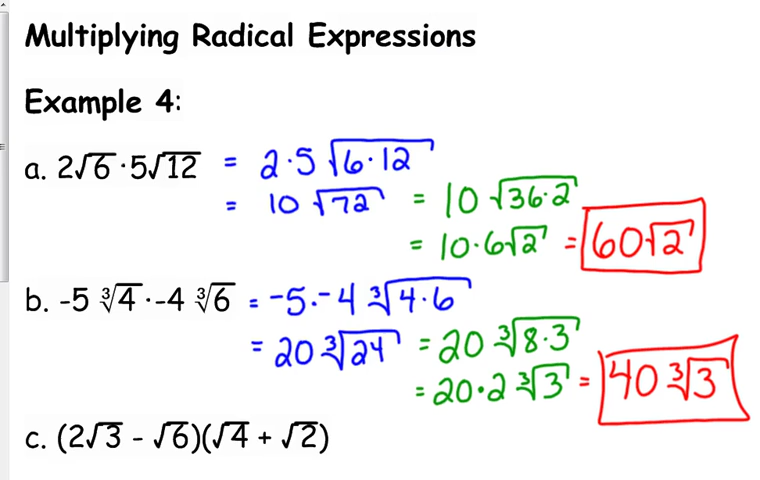 Multiplying Radical Expressions
Example 4:
a. 2√6 · 5√12 = 2·5 √6·12
= 10 √72 = 10 √36·2
= 10·6√2 = 60√2
b. -5 ∛4 · -4 ∛6 = -5·-4 ∛4·6
= 20 ∛24 = 20 ∛8·3
= 20·2 ∛3 = 40 ∛3
c. (2√3 - √6)(√4 + √2)